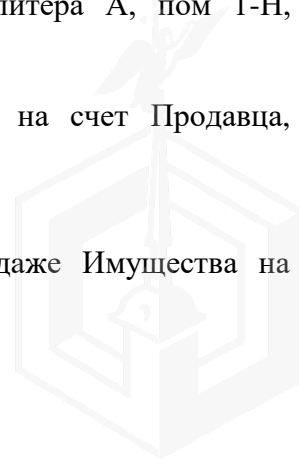 литера А, пом 1-Н,
на счет Продавца,
даже Имущества на